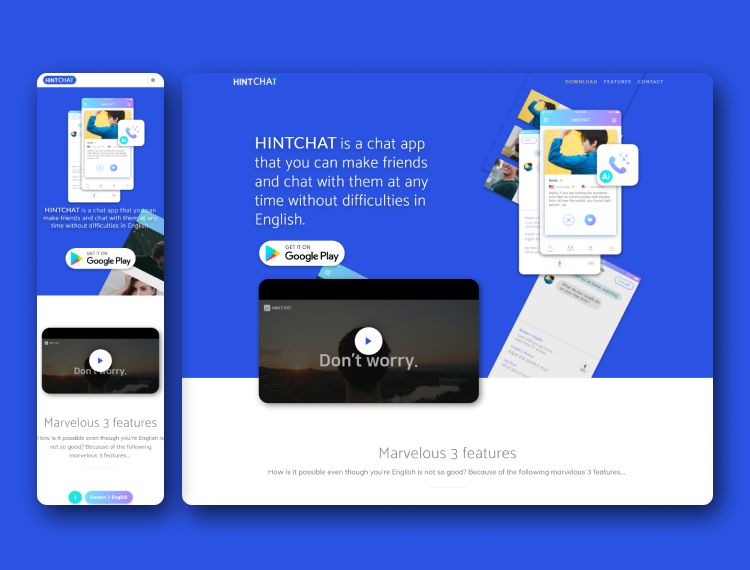 HINTCHAT
HINTCHAT
HINTCHAT is a chat app that you can
make friends and chat with them at any
time without difficulties in English.
GET IT ON
Google Play
HINTCHAT
Don't worry.
Marvelous 3 features
How is it possible even though you're English is
not so good? Because of the following
marvelous 3 features...
1
Korean 2 English
HINTCHAT
DOWNLOAD FEATURES CONTACT
HINTCHAT is a chat app
that you can make friends
and chat with them at any
time without difficulties in
English.
GET IT ON
Google Play
HINTCHAT
Ai
HINTCHAT
Don't worry.
Marvelous 3 features
How is it possible even though you're English is not so good? Because of the following marvelous 3 features...